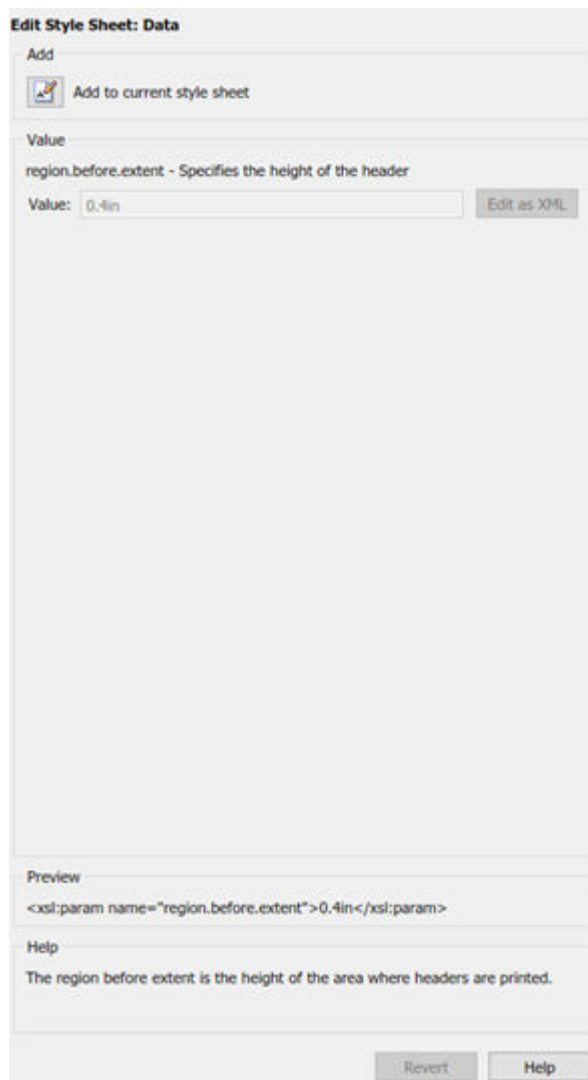 Edit Style Sheet: Data
Add
Add to current style sheet
Value
region.before.extent - Specifies the height of the header
Value: 0.4in Edit as XML
Preview
<xsl:param name="region.before.extent">0.4in</xsl:param>
Help
The region before extent is the height of the area where headers are printed.
Revert Help